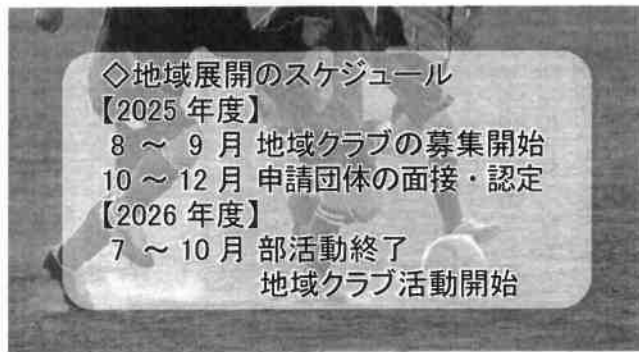 ◇地域展開のスケジュール
【2025 年度】
8 ～ 9 月 地域クラブの募集開始
10 ～ 12 月 申請団体の面接・認定
【2026 年度】
7 ～ 10 月 部活動終了
地域クラブ活動開始